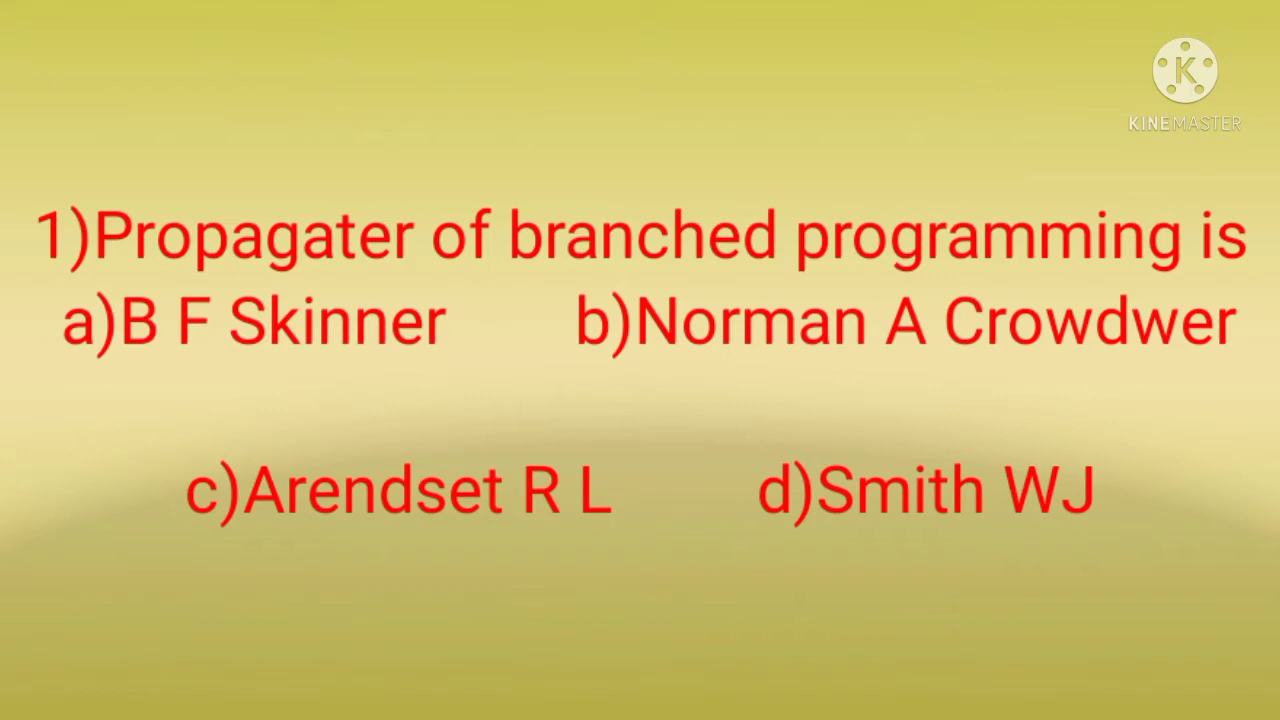 K
KINEMASTER
1)Propagater of branched programming is
a)B F Skinner b)Norman A Crowdwer
c)Arendset R L d)Smith WJ